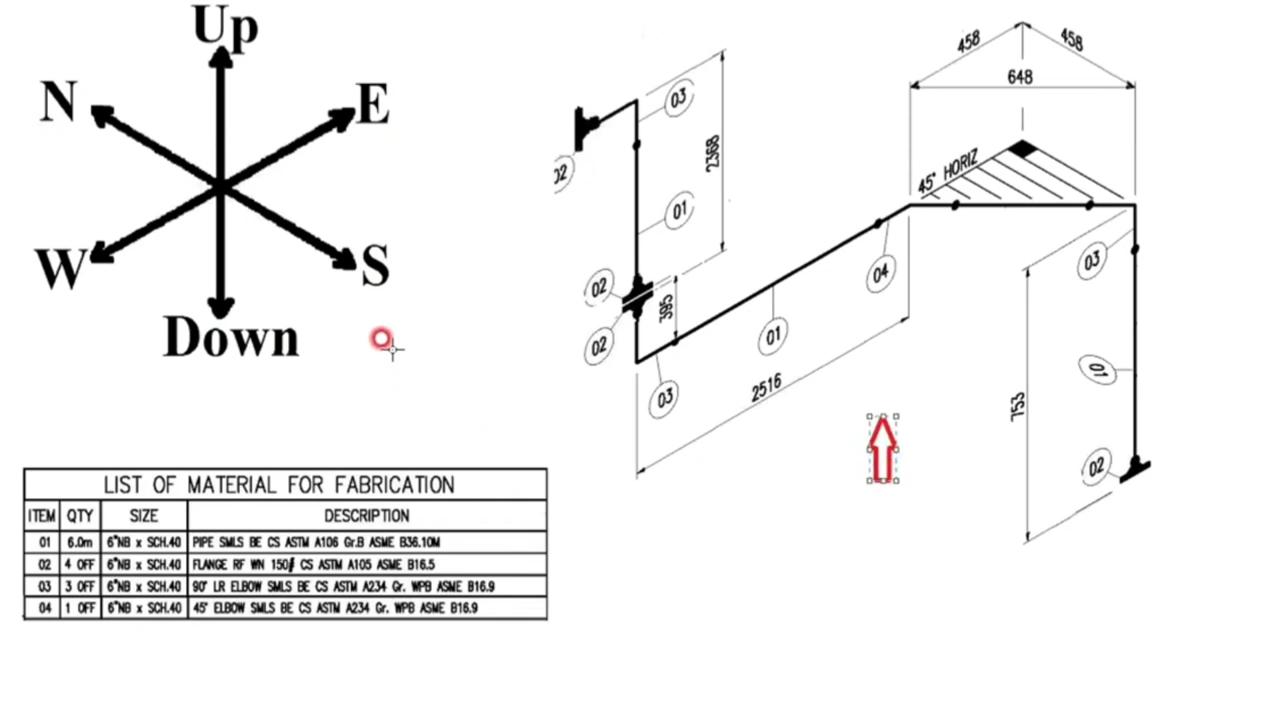 Up
N
E
W
S
Down
458
458
648
45° HORIZ
03
2368
02
01
02
02
395
03
2516
01
04
03
01
753
02
LIST OF MATERIAL FOR FABRICATION
ITEM QTY SIZE DESCRIPTION
01 6.0m 6"NB x SCH.40 PIPE SMLS BE CS ASTM A106 Gr.B ASME B36.10M
02 4 OFF 6"NB x SCH.40 FLANGE RF WN 150# CS ASTM A105 ASME B16.5
03 3 OFF 6"NB x SCH.40 90° LR ELBOW SMLS BE CS ASTM A234 Gr. WPB ASME B16.9
04 1 OFF 6"NB x SCH.40 45° ELBOW SMLS BE CS ASTM A234 Gr. WPB ASME B16.9